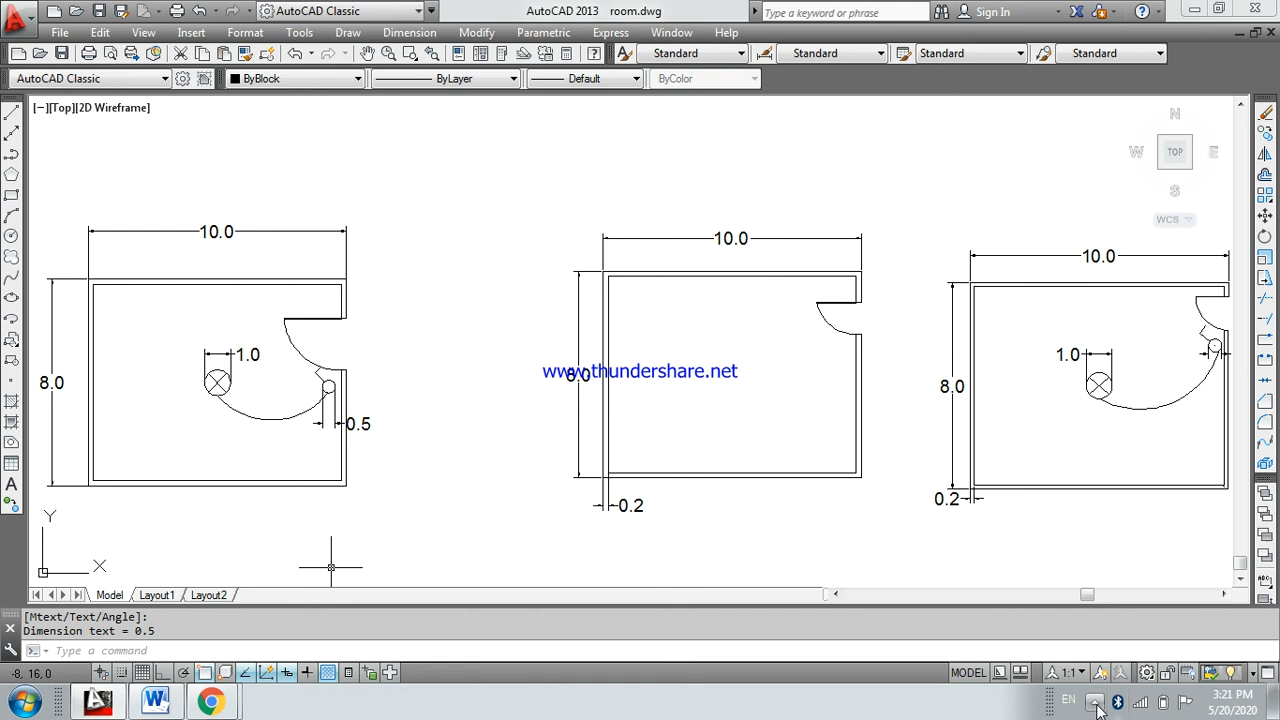 AutoCAD Classic
AutoCAD 2013 room.dwg
Type a keyword or phrase
Sign In
File Edit View Insert Format Tools Draw Dimension Modify Parametric Express Window Help
Standard Standard Standard Standard
AutoCAD Classic ByBlock ByLayer Default ByColor
[−][Top][2D Wireframe]
N
W TOP E
S
WCS
10.0
10.0
10.0
1.0
8.0
0.5
8.0
www.thundershare.net
0.2
1.0
8.0
0.2
Y
X
Model Layout1 Layout2
[Mtext/Text/Angle]:
Dimension text = 0.5
Type a command
-8, 16, 0
MODEL
1:1
EN
3:21 PM
5/20/2020